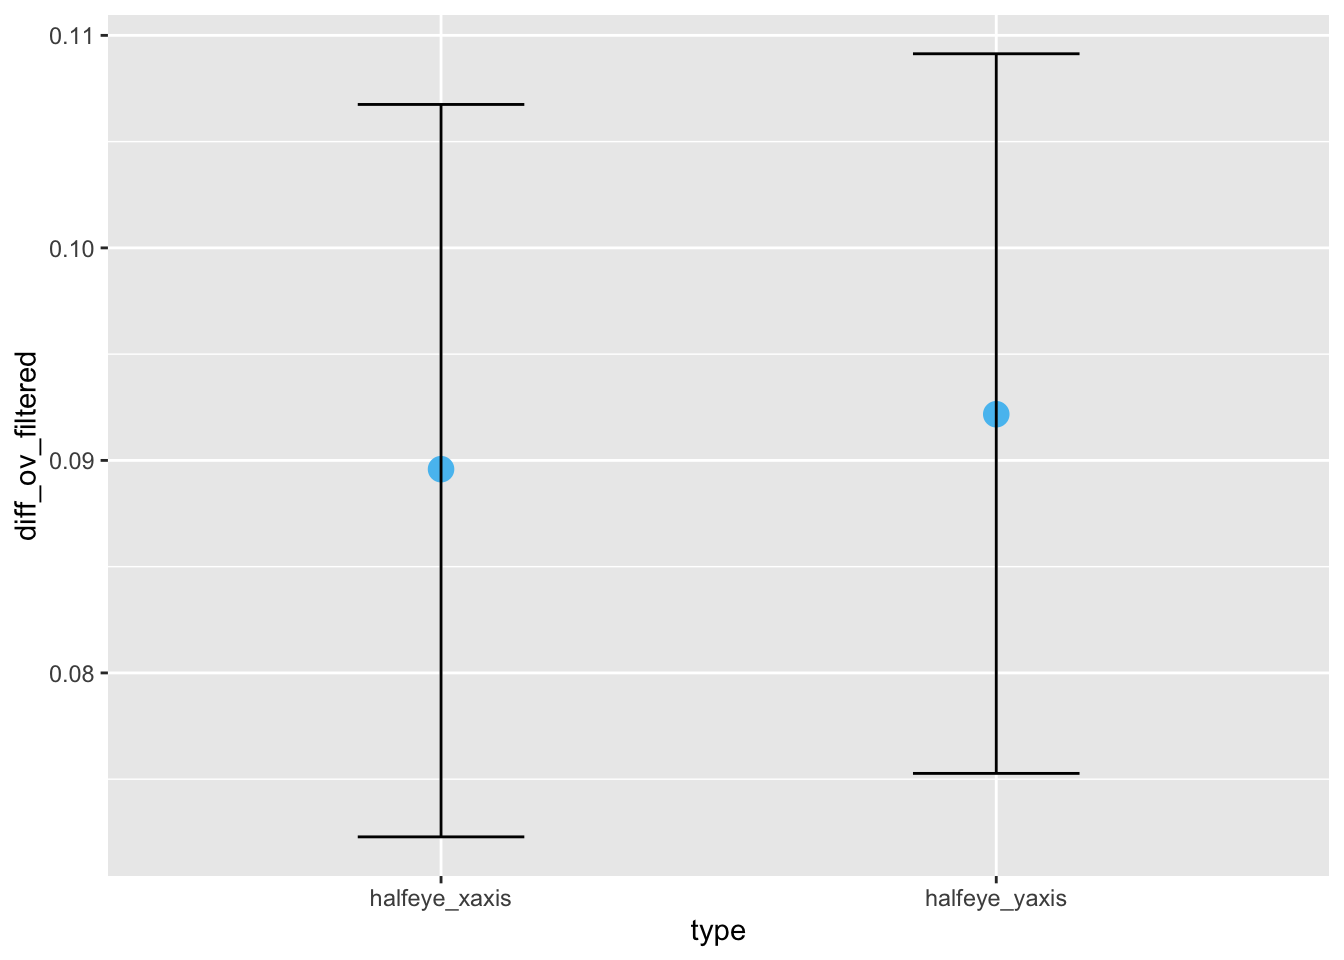 0.11
0.10
0.09
0.08
diff_ov_filtered
halfeye_xaxis
halfeye_yaxis
type